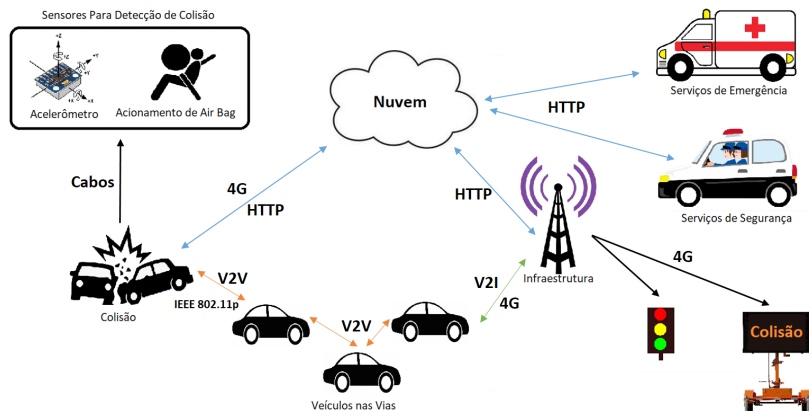 Sensores Para Detecção de Colisão
+Z
+Y
+X
Acelerômetro
Acionamento de Air Bag
Nuvem
Serviços de Emergência
HTTP
Serviços de Segurança
Cabos
4G
HTTP
HTTP
Infraestrutura
4G
Colisão
V2V
IEEE 802.11p
V2V
V2I
4G
Veículos nas Vias
Colisão